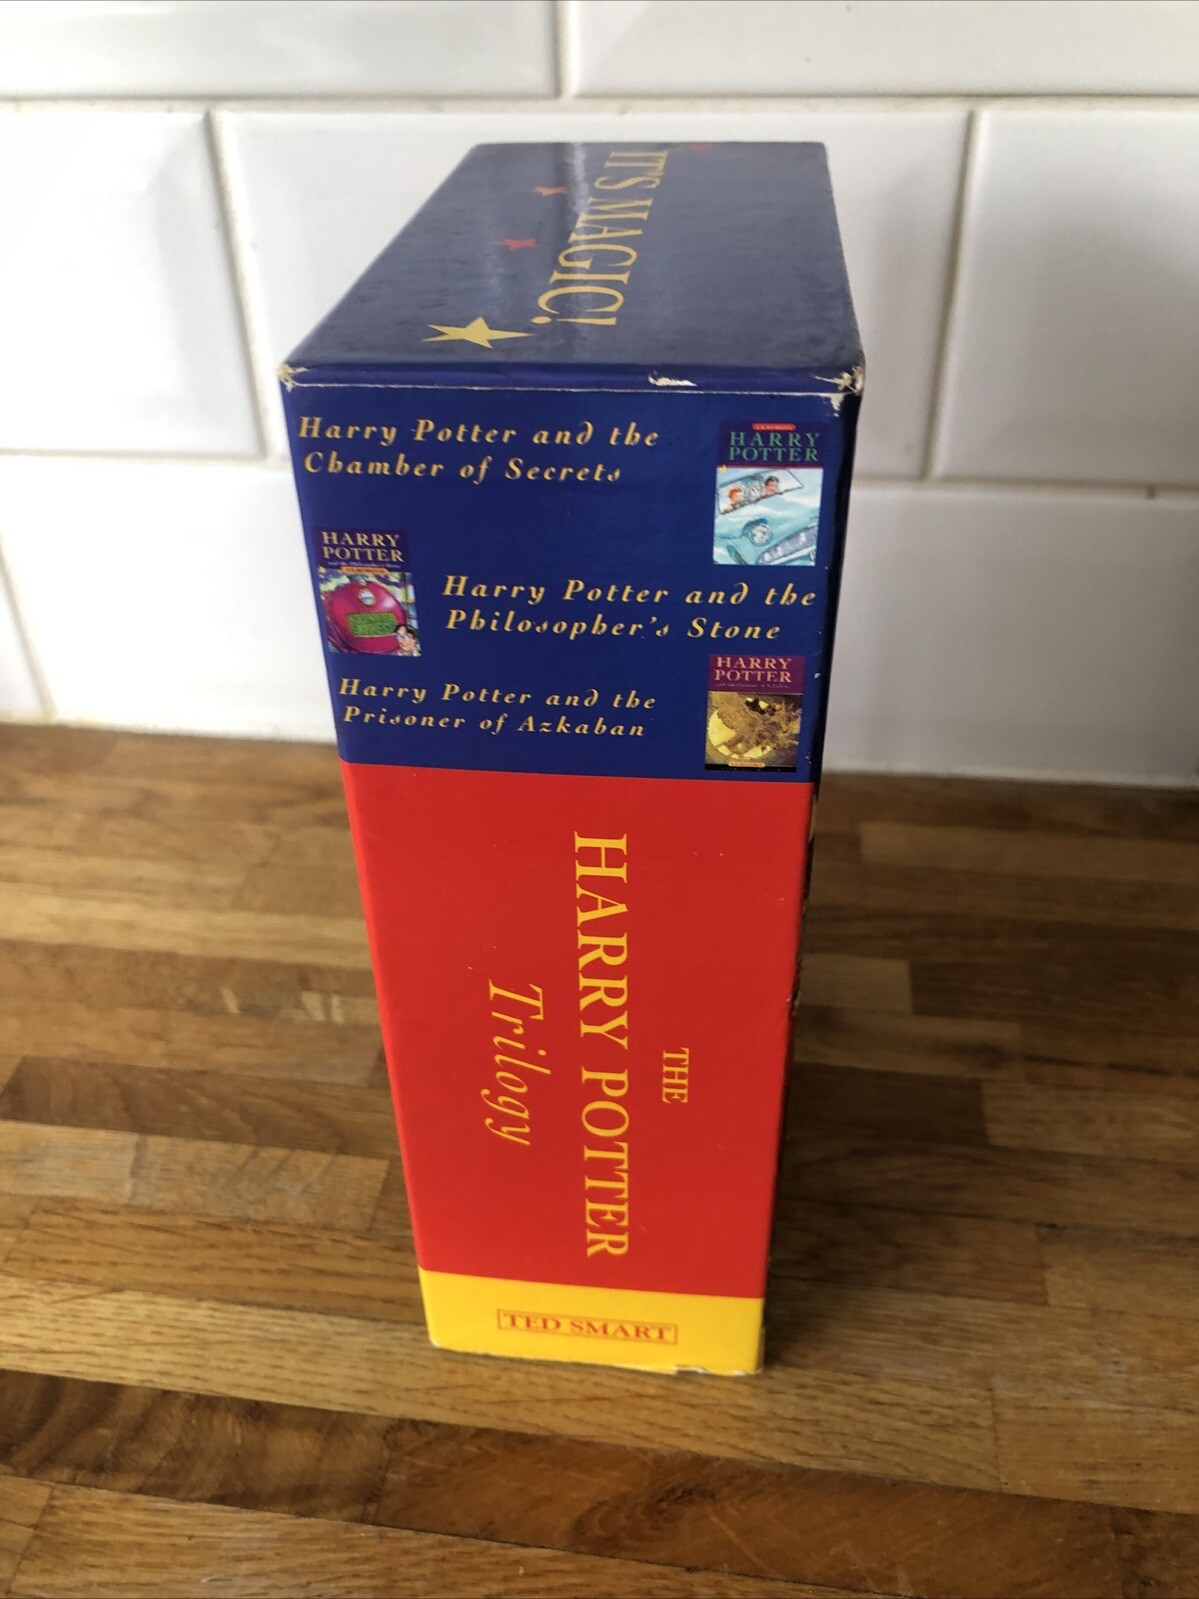 IT'S MAGIC!
Harry Potter and the
Chamber of Secrets
HARRY
POTTER
HARRY
POTTER
Harry Potter and the
Philosopher's Stone
HARRY
POTTER
Harry Potter and the
Prisoner of Azkaban
THE
HARRY POTTER
Trilogy
TED SMART